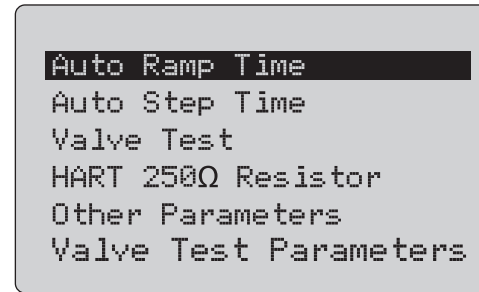 Auto Ramp Time
Auto Step Time
Valve Test
HART 250Ω Resistor
Other Parameters
Valve Test Parameters